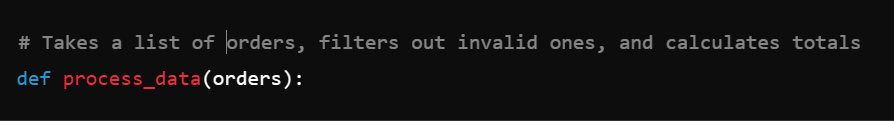 # Takes a list of orders, filters out invalid ones, and calculates totals
def process_data(orders):